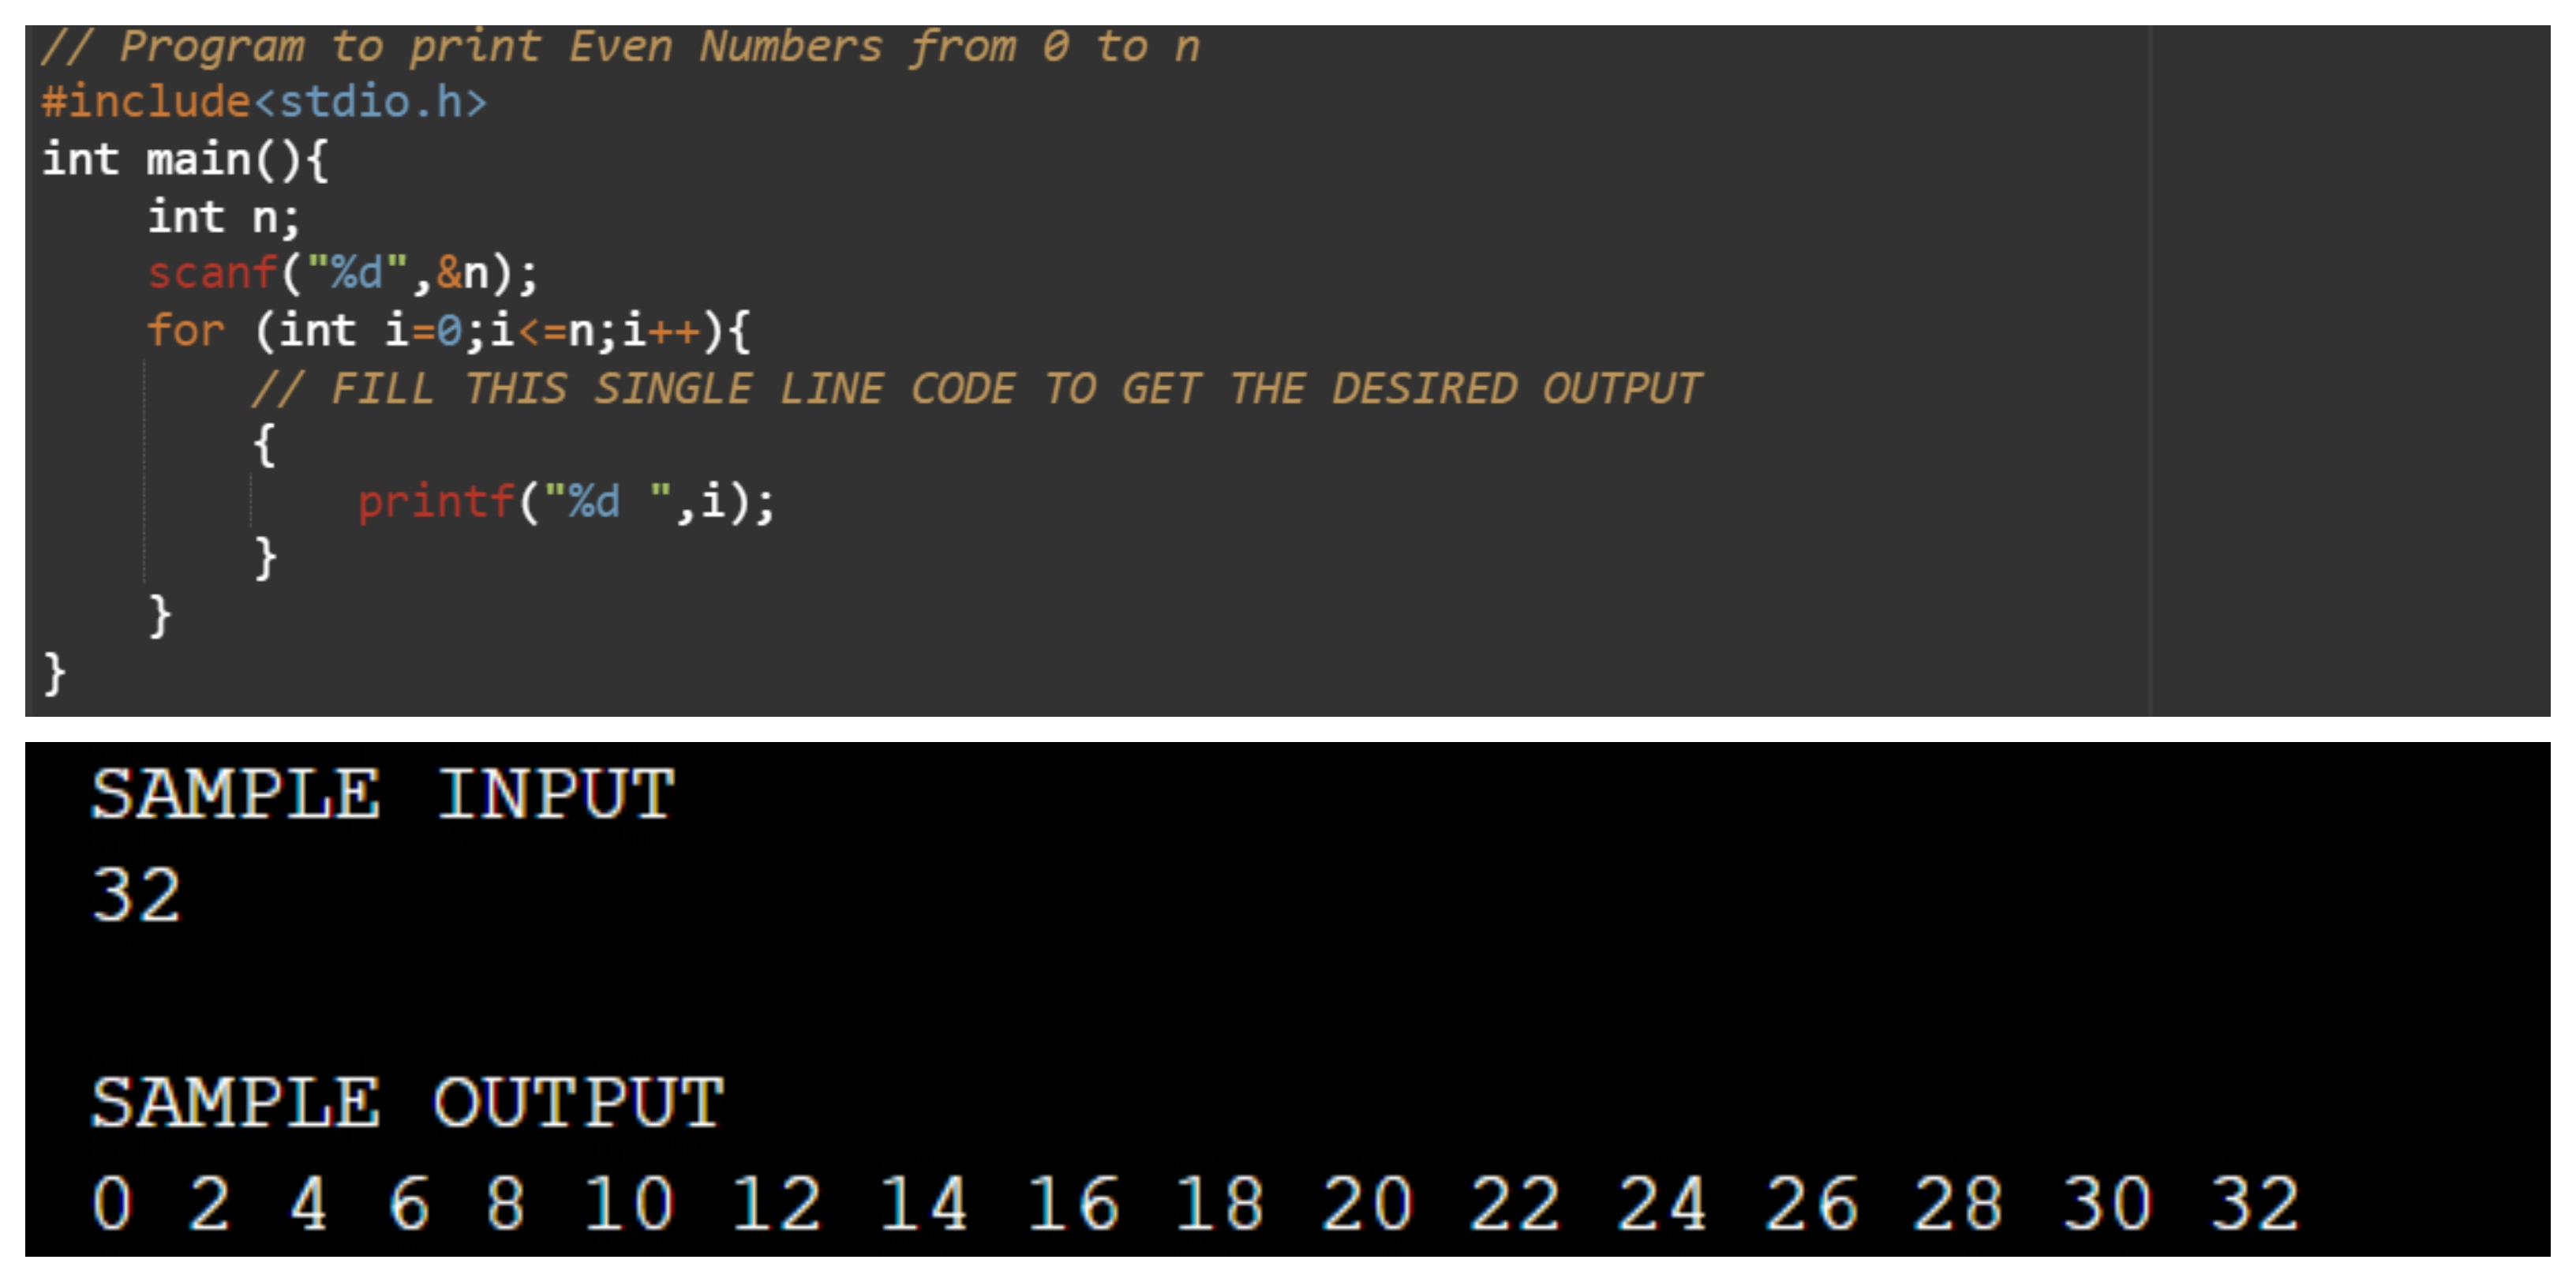 // Program to print Even Numbers from 0 to n
#include<stdio.h>
int main(){
    int n;
    scanf("%d",&n);
    for (int i=0;i<=n;i++){
        // FILL THIS SINGLE LINE CODE TO GET THE DESIRED OUTPUT
        {
            printf("%d ",i);
        }
    }
}
SAMPLE INPUT
32
SAMPLE OUTPUT
0 2 4 6 8 10 12 14 16 18 20 22 24 26 28 30 32